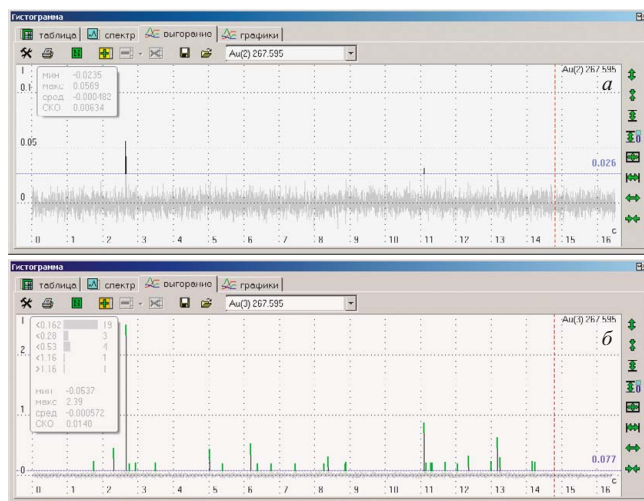 Гистограмма
таблица спектр выгорание графики
Au(2) 267.595
I Au(2) 267.595
а
мин -0.0235
макс 0.0569
сред -0.000482
СКО 0.00634
0.1
0.05
0.026
0
с
0 1 2 3 4 5 6 7 8 9 10 11 12 13 14 15 16
Гистограмма
таблица спектр выгорание графики
Au(3) 267.595
I Au(3) 267.595
б
<0.162 19
<0.28 3
<0.53 4
<1.16 1
>1.16 1
мин -0.0537
макс 2.39
сред -0.000572
СКО 0.0140
2
1
0.077
0
с
0 1 2 3 4 5 6 7 8 9 10 11 12 13 14 15 16